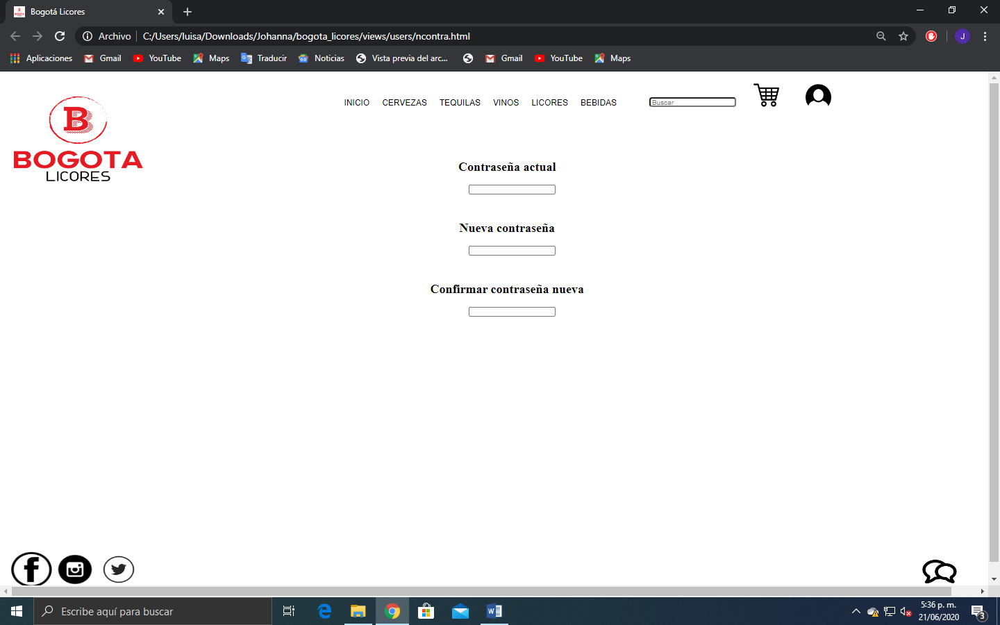 Bogotá Licores
Archivo C:/Users/luisa/Downloads/Johanna/bogota_licores/views/users/ncontra.html J
Aplicaciones Gmail YouTube Maps Traducir Noticias Vista previa del arc... Gmail YouTube Maps
INICIO CERVEZAS TEQUILAS VINOS LICORES BEBIDAS Buscar
B
BOGOTA
LICORES
Contraseña actual
Nueva contraseña
Confirmar contraseña nueva
Escribe aquí para buscar
5:36 p. m.
21/06/2020
3